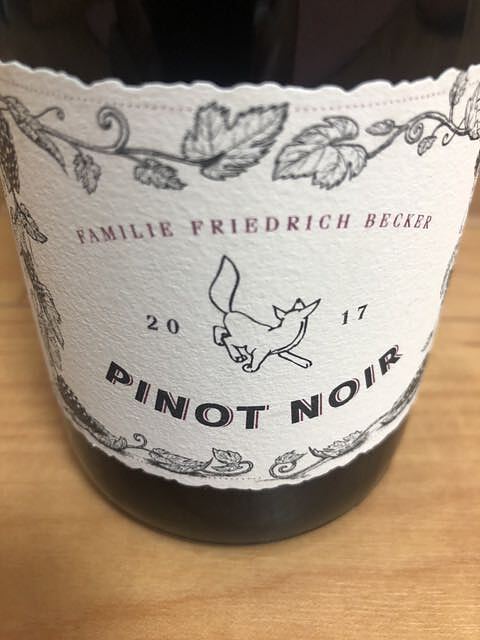 FAMILIE FRIEDRICH BECKER
20 17
PINOT NOIR